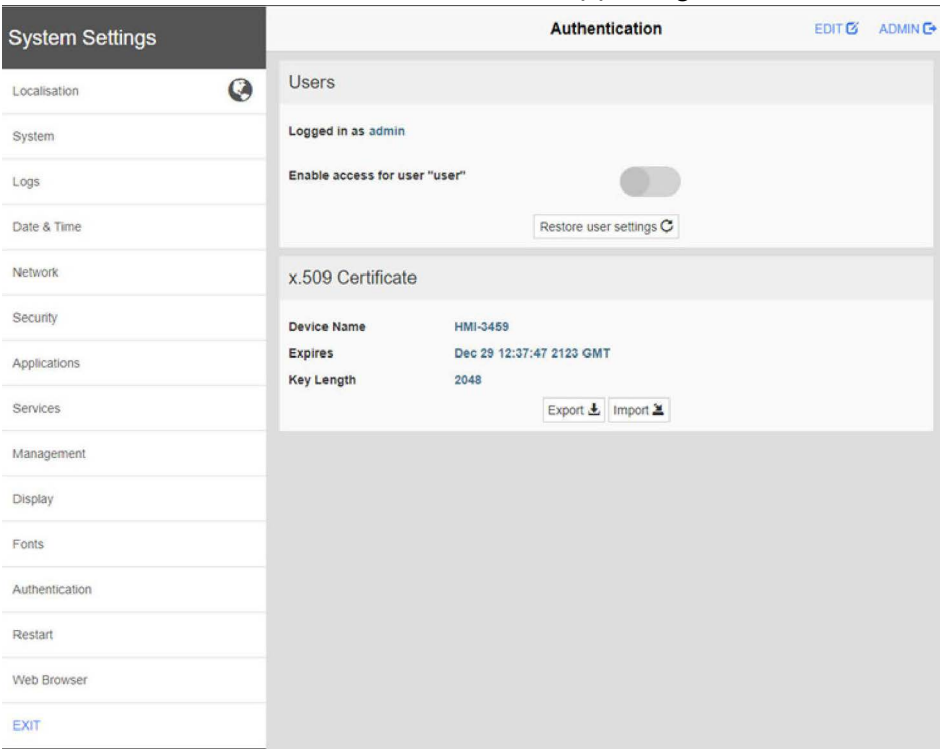 System Settings
Localisation
System
Logs
Date & Time
Network
Security
Applications
Services
Management
Display
Fonts
Authentication
Restart
Web Browser
EXIT
Authentication EDIT ADMIN
Users
Logged in as admin
Enable access for user "user"
Restore user settings
x.509 Certificate
Device Name HMI-3459
Expires Dec 29 12:37:47 2123 GMT
Key Length 2048
Export Import